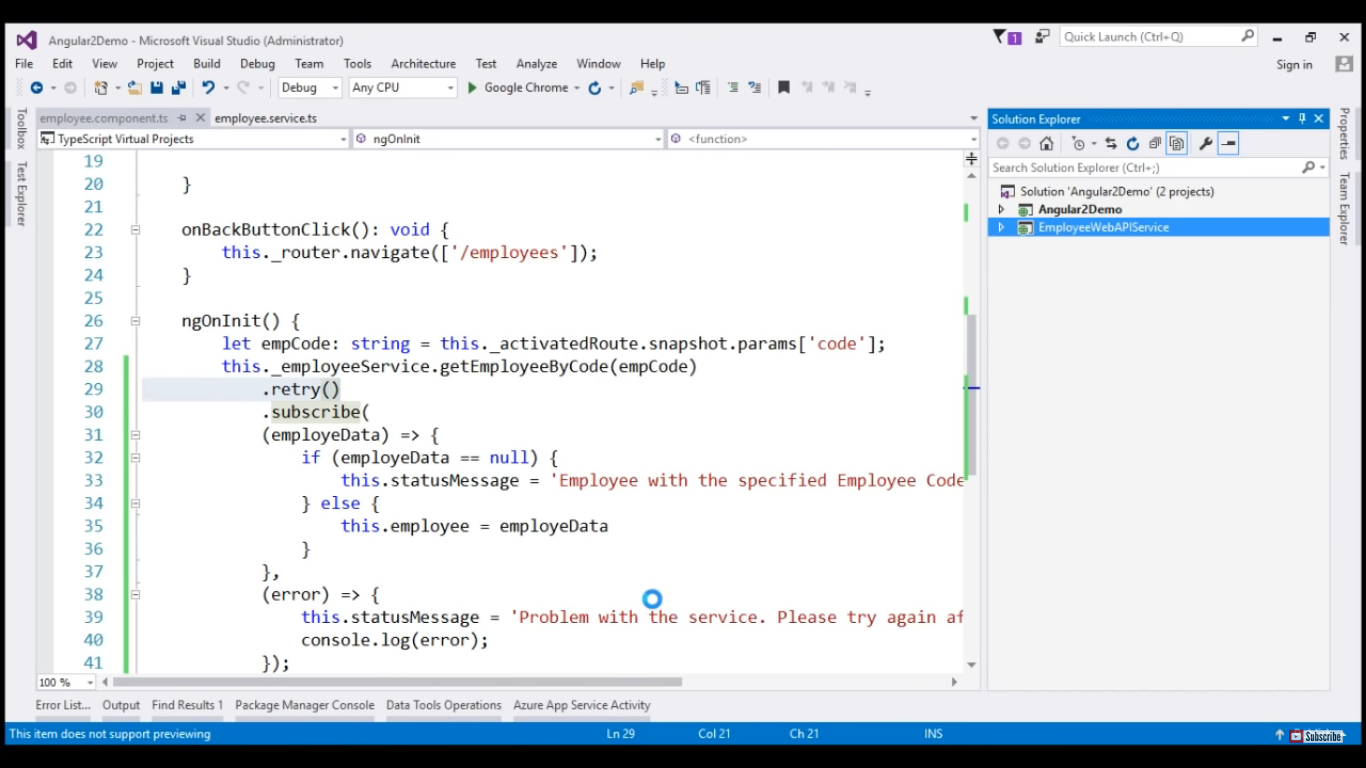 Angular2Demo - Microsoft Visual Studio (Administrator)
1
Quick Launch (Ctrl+Q)
File Edit View Project Build Debug Team Tools Architecture Test Analyze Window Help
Sign in
Debug Any CPU Google Chrome
Toolbox
Test Explorer
employee.component.ts employee.service.ts
TypeScript Virtual Projects ngOnInit <function>
19
20 }
21
22 onBackButtonClick(): void {
23 this._router.navigate(['/employees']);
24 }
25
26 ngOnInit() {
27 let empCode: string = this._activatedRoute.snapshot.params['code'];
28 this._employeeService.getEmployeeByCode(empCode)
29 .retry()
30 .subscribe(
31 (employeData) => {
32 if (employeData == null) {
33 this.statusMessage = 'Employee with the specified Employee Code
34 } else {
35 this.employee = employeData
36 }
37 },
38 (error) => {
39 this.statusMessage = 'Problem with the service. Please try again af
40 console.log(error);
41 });
100 %
Solution Explorer
Search Solution Explorer (Ctrl+;)
Solution 'Angular2Demo' (2 projects)
Angular2Demo
EmployeeWebAPIService
Properties
Team Explorer
Error List... Output Find Results 1 Package Manager Console Data Tools Operations Azure App Service Activity
This item does not support previewing Ln 29 Col 21 Ch 21 INS
Subscribe